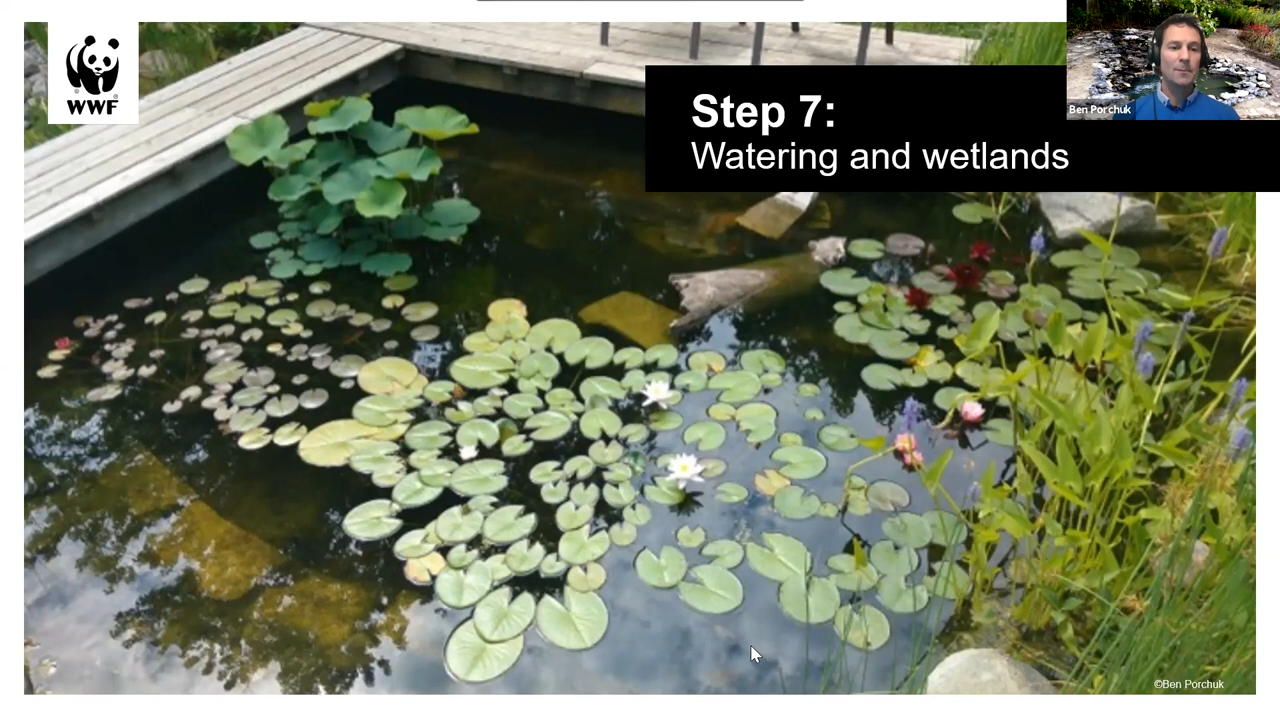 WWF
Step 7:
Watering and wetlands
Ben Porchuk
©Ben Porchuk